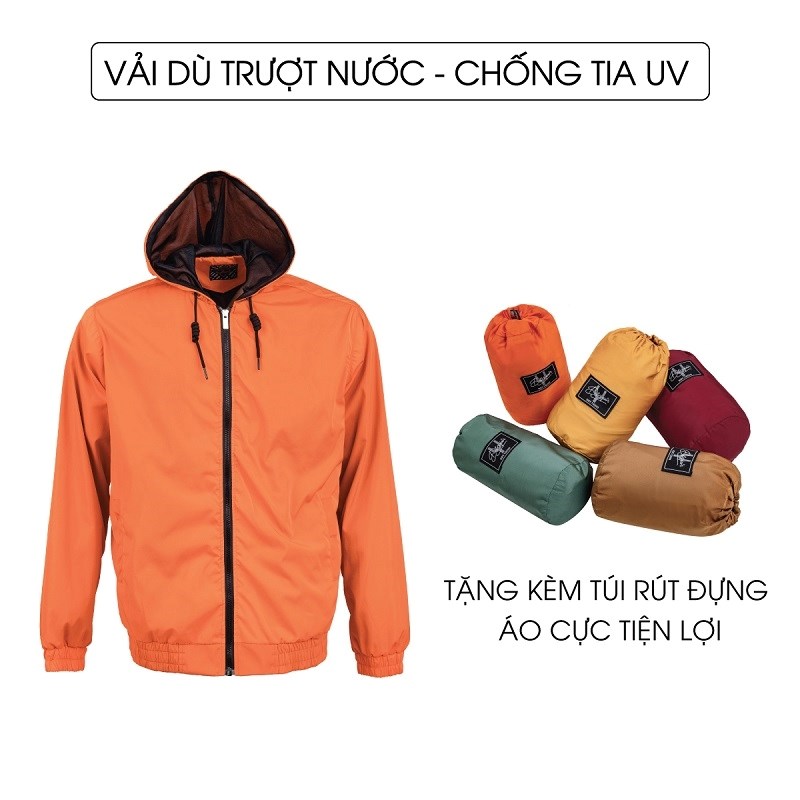 VẢI DÙ TRƯỢT NƯỚC - CHỐNG TIA UV
TẶNG KÈM TÚI RÚT ĐỰNG
ÁO CỰC TIỆN LỢI